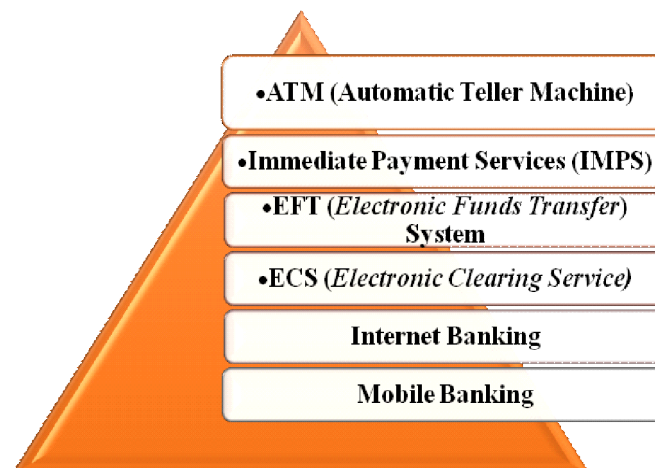 •ATM (Automatic Teller Machine)
•Immediate Payment Services (IMPS)
•EFT (Electronic Funds Transfer)
System
•ECS (Electronic Clearing Service)
Internet Banking
Mobile Banking